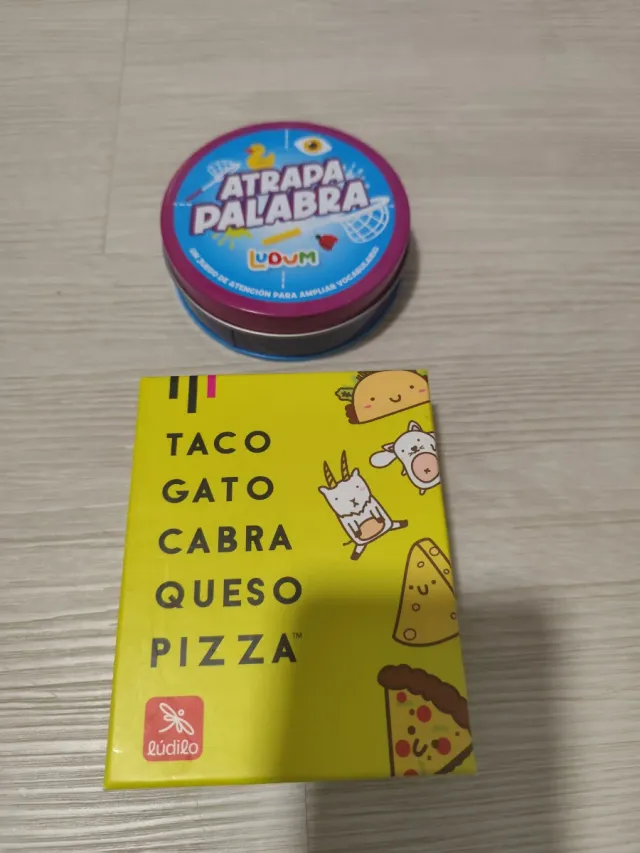 ATRAPA
PALABRA
LUDUM
UN JUEGO DE ATENCIÓN PARA AMPLIAR VOCABULARIO
TACO
GATO
CABRA
QUESO
PIZZA™
lúdilo